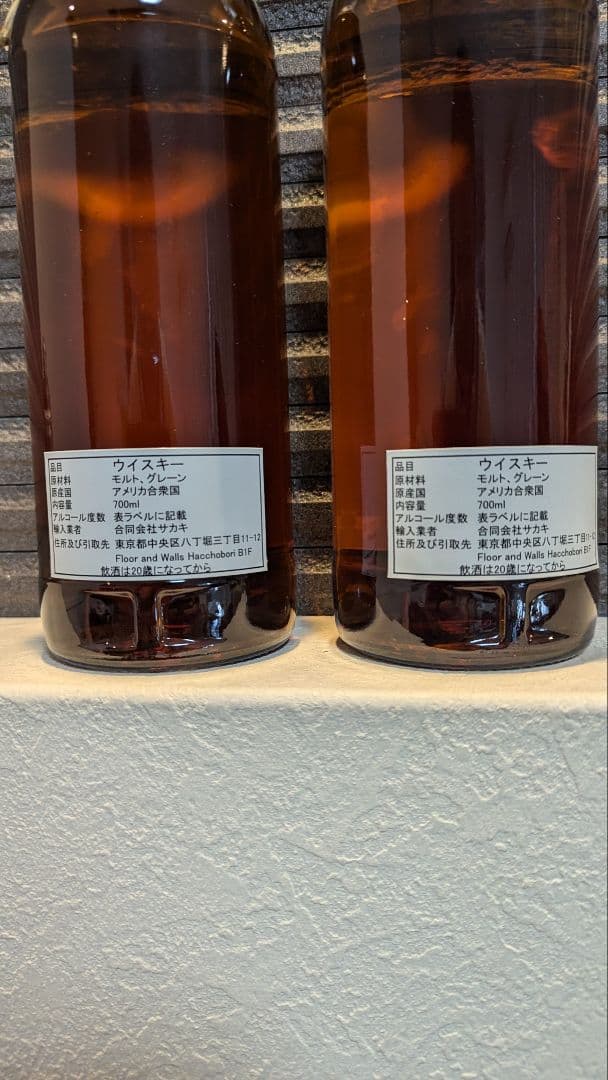 品目 ウイスキー
原材料 モルト、グレーン
原産国 アメリカ合衆国
内容量 700ml
アルコール度数 表ラベルに記載
輸入業者 合同会社サカキ
住所及び引取先 東京都中央区八丁堀三丁目11-12
Floor and Walls Hacchobori B1F
飲酒は20歳になってから
品目 ウイスキー
原材料 モルト、グレーン
原産国 アメリカ合衆国
内容量 700ml
アルコール度数 表ラベルに記載
輸入業者 合同会社サカキ
住所及び引取先 東京都中央区八丁堀三丁目11-12
Floor and Walls Hacchobori B1F
飲酒は20歳になってから